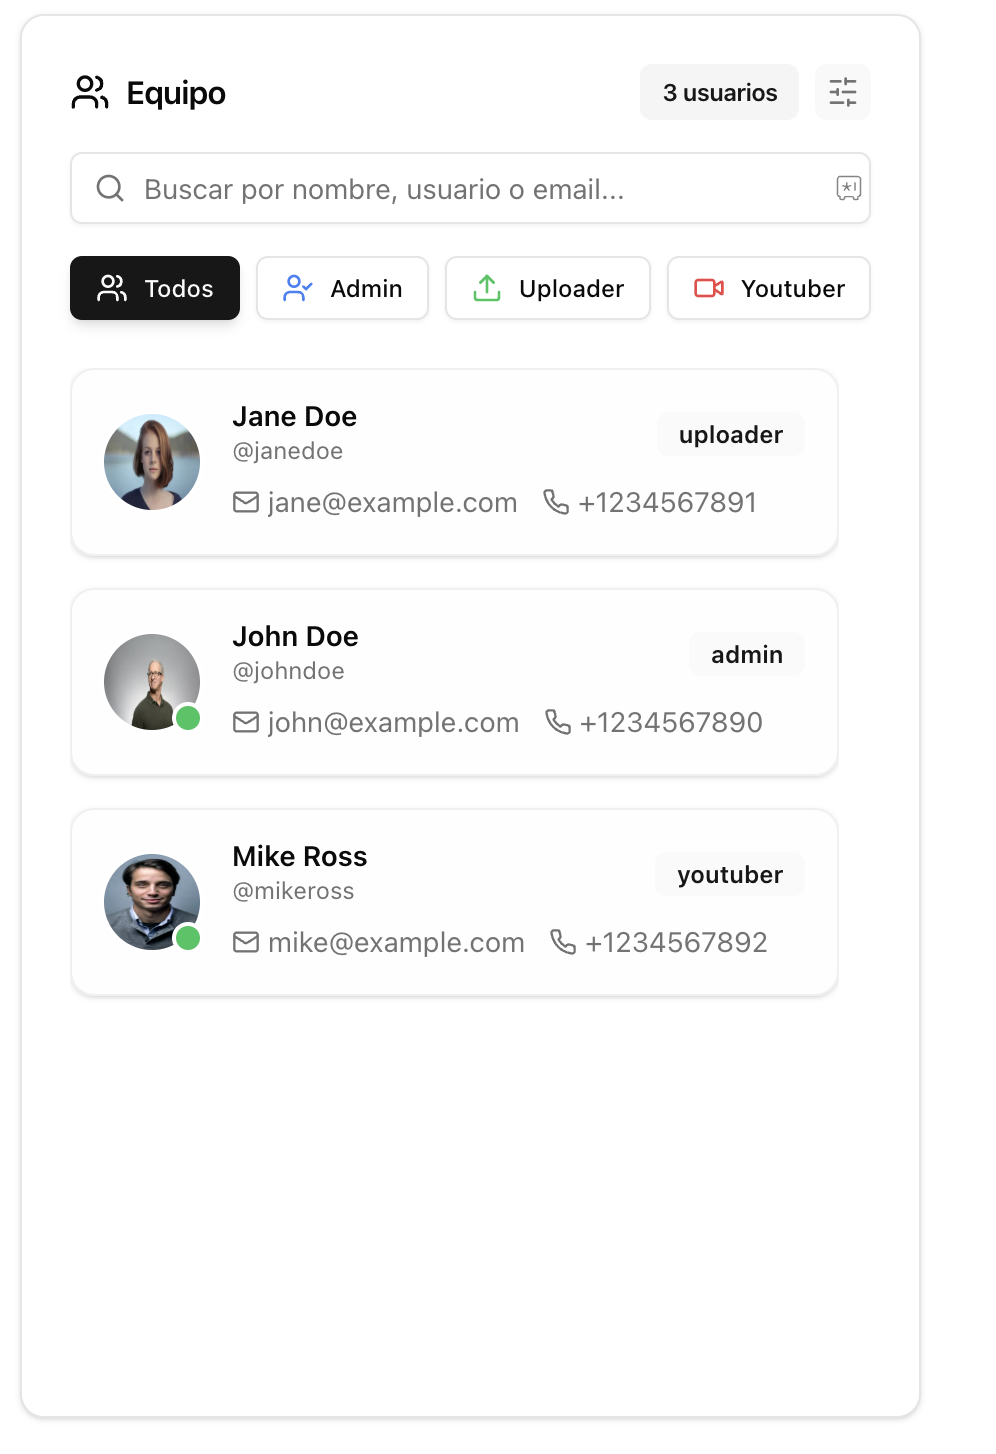 Equipo
3 usuarios
Buscar por nombre, usuario o email...
Todos
Admin
Uploader
Youtuber
Jane Doe
@janedoe
uploader
jane@example.com +1234567891
John Doe
@johndoe
admin
john@example.com +1234567890
Mike Ross
@mikeross
youtuber
mike@example.com +1234567892